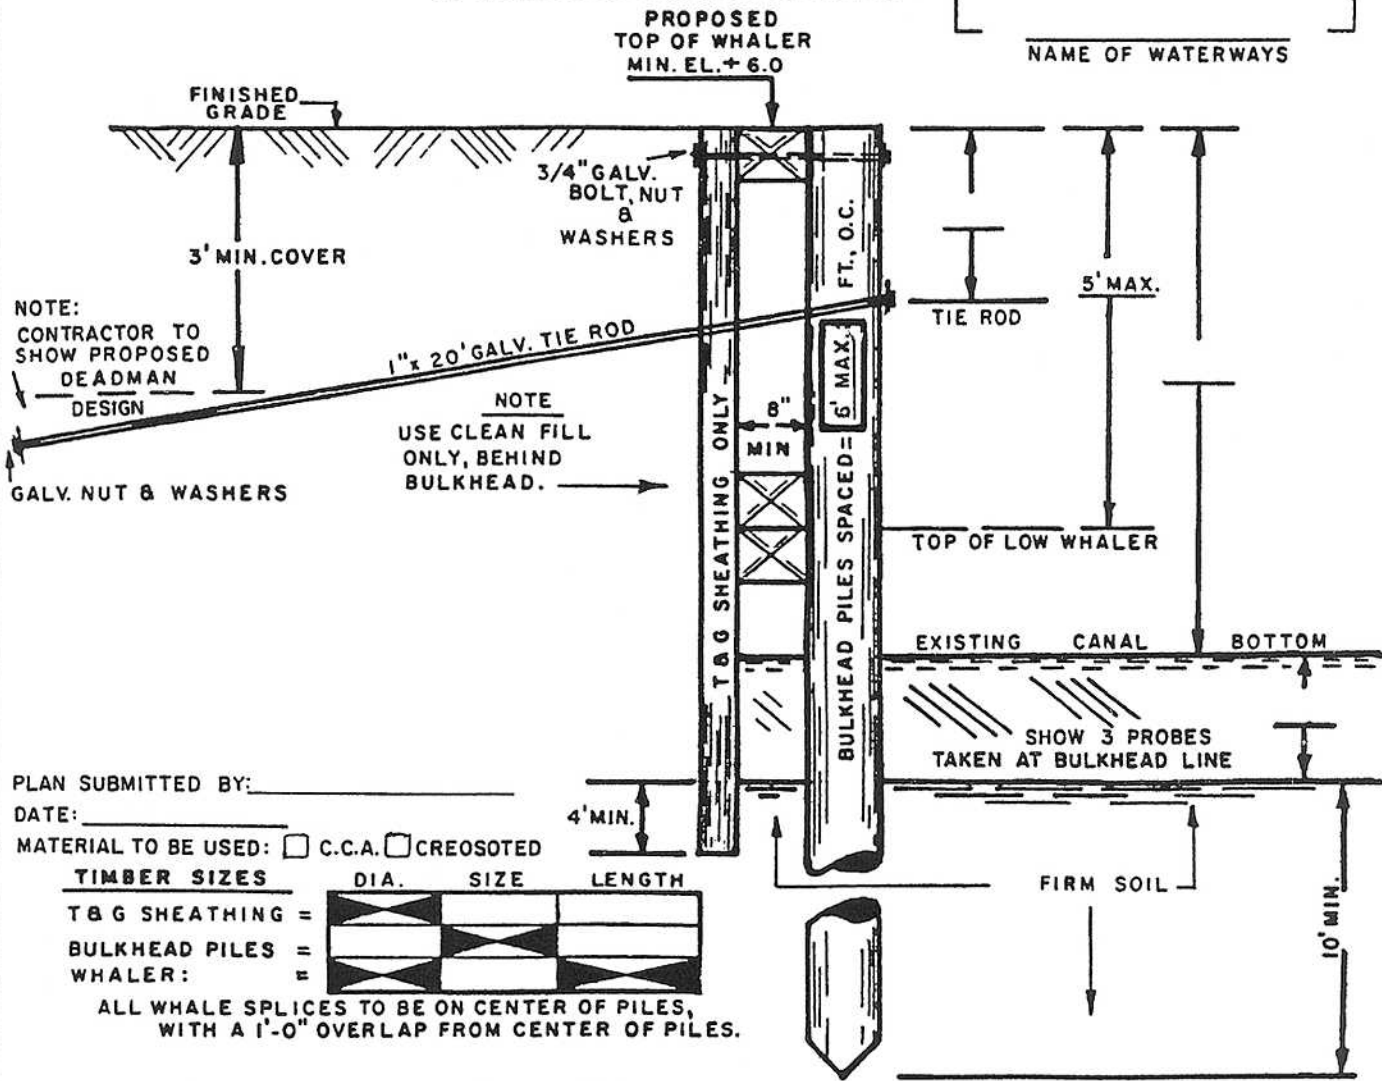 PROPOSED
TOP OF WHALER
MIN. EL.+ 6.0
NAME OF WATERWAYS
FINISHED
GRADE
3/4" GALV.
BOLT, NUT
&
WASHERS
3' MIN. COVER
NOTE:
CONTRACTOR TO
SHOW PROPOSED
DEADMAN
DESIGN
1" x 20' GALV. TIE ROD
GALV. NUT & WASHERS
NOTE
USE CLEAN FILL
ONLY, BEHIND
BULKHEAD.
T&G SHEATHING ONLY
8"
MIN
BULKHEAD PILES SPACED= 6' MAX. FT., O.C.
TIE ROD
5' MAX.
TOP OF LOW WHALER
EXISTING CANAL BOTTOM
SHOW 3 PROBES
TAKEN AT BULKHEAD LINE
4' MIN.
FIRM SOIL
10' MIN.
PLAN SUBMITTED BY:
DATE:
MATERIAL TO BE USED: C.C.A. CREOSOTED
TIMBER SIZES DIA. SIZE LENGTH
T&G SHEATHING =
BULKHEAD PILES =
WHALER: =
ALL WHALE SPLICES TO BE ON CENTER OF PILES,
WITH A 1'-0" OVERLAP FROM CENTER OF PILES.